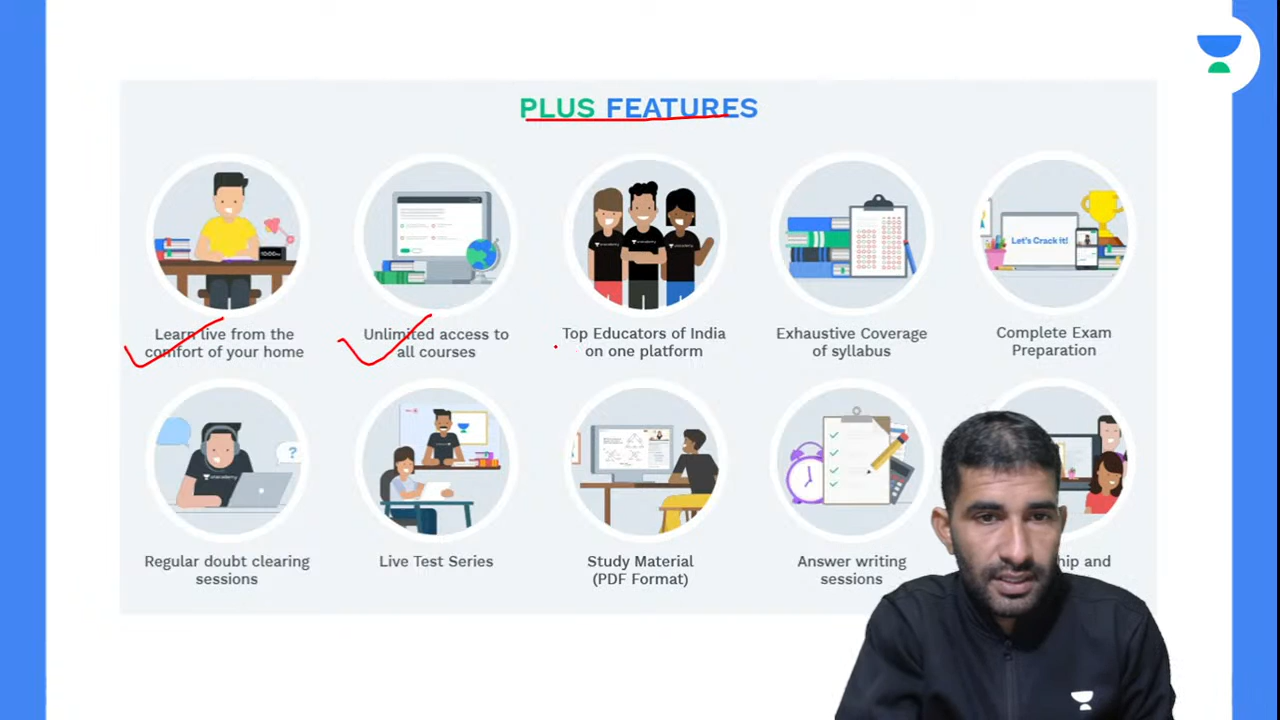 PLUS FEATURES
Let's Crack it!
Learn live from the
comfort of your home
Unlimited access to
all courses
Top Educators of India
on one platform
Exhaustive Coverage
of syllabus
Complete Exam
Preparation
Regular doubt clearing
sessions
Live Test Series
Study Material
(PDF Format)
Answer writing
sessions
and